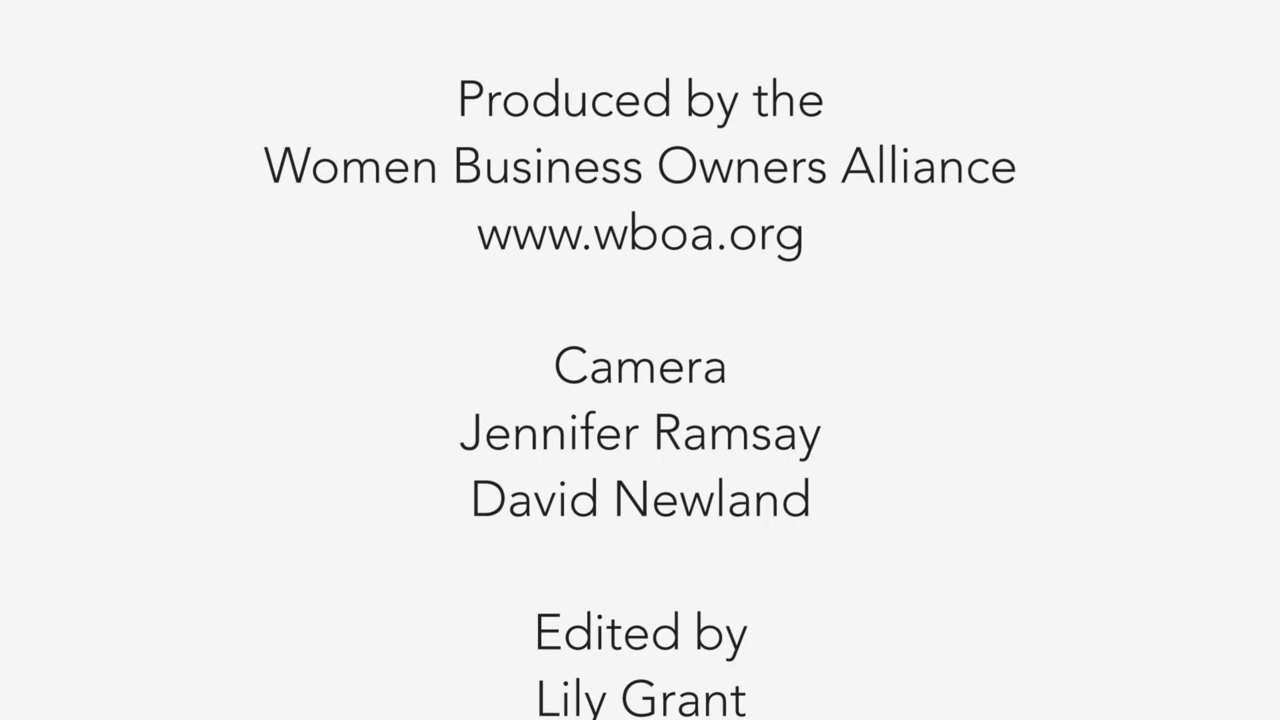 Produced by the
Women Business Owners Alliance
www.wboa.org
Camera
Jennifer Ramsay
David Newland
Edited by
Lily Grant